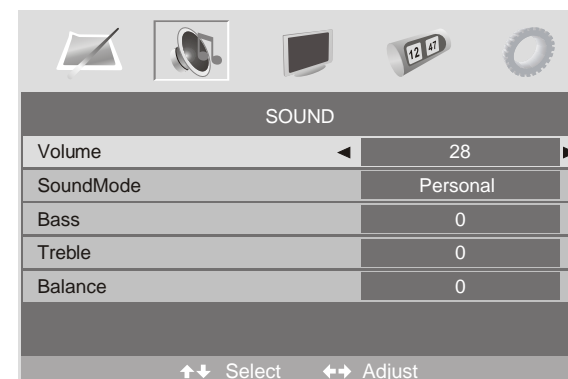 12 47
SOUND
Volume ◄ 28 ►
SoundMode Personal
Bass 0
Treble 0
Balance 0
Select Adjust